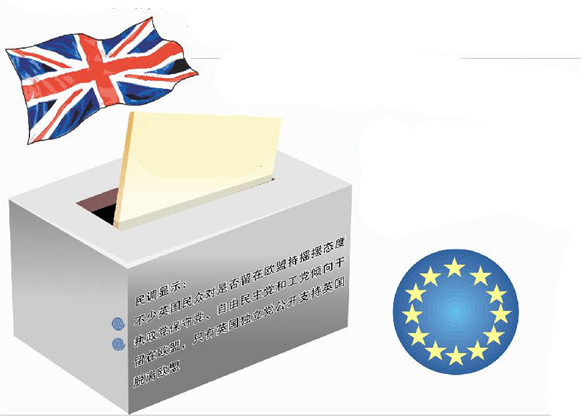 民调显示：
不少英国民众对是否留在欧盟持摇摆态度
执政党保守党、自由民主党和工党倾向于
留在欧盟，只有英国独立党公开支持英国
脱离欧盟